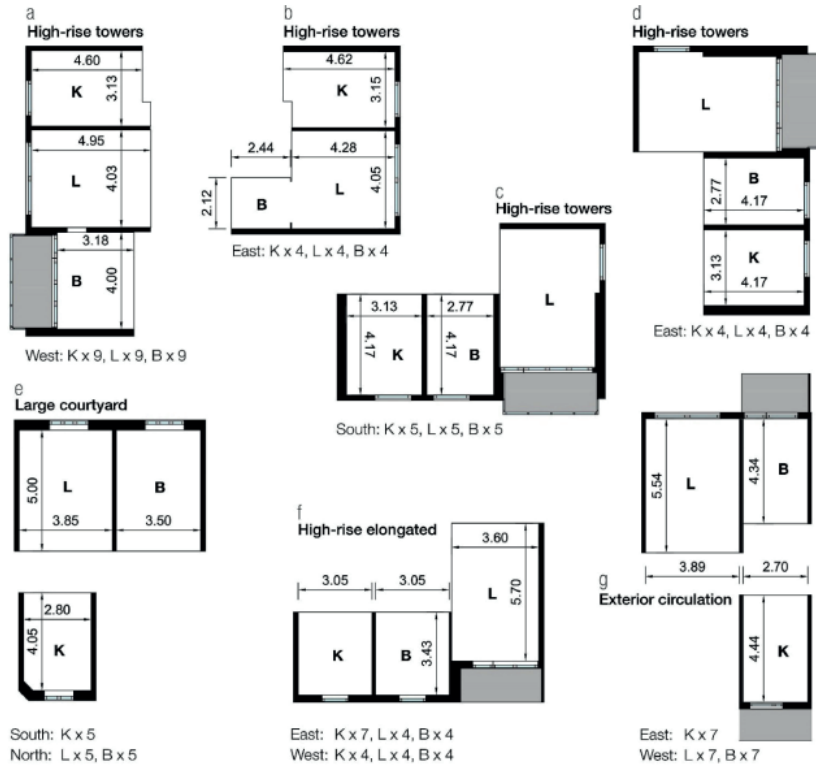 a
High-rise towers
4.60
K
3.13
4.95
L
4.03
3.18
B
4.00
West: K x 9, L x 9, B x 9
b
High-rise towers
4.62
K
3.15
2.44
4.28
2.12
B
L
4.05
East: K x 4, L x 4, B x 4
c
High-rise towers
L
3.13
2.77
4.17
K
4.17
B
South: K x 5, L x 5, B x 5
d
High-rise towers
L
B
2.77
4.17
K
3.13
4.17
East: K x 4, L x 4, B x 4
e
Large courtyard
5.00
L
B
3.85
3.50
2.80
4.05
K
South: K x 5
North: L x 5, B x 5
f
High-rise elongated
3.60
3.05
3.05
L
5.70
K
B
3.43
East: K x 7, L x 4, B x 4
West: K x 4, L x 4, B x 4
5.54
L
4.34
B
3.89
2.70
g
Exterior circulation
4.44
K
East: K x 7
West: L x 7, B x 7